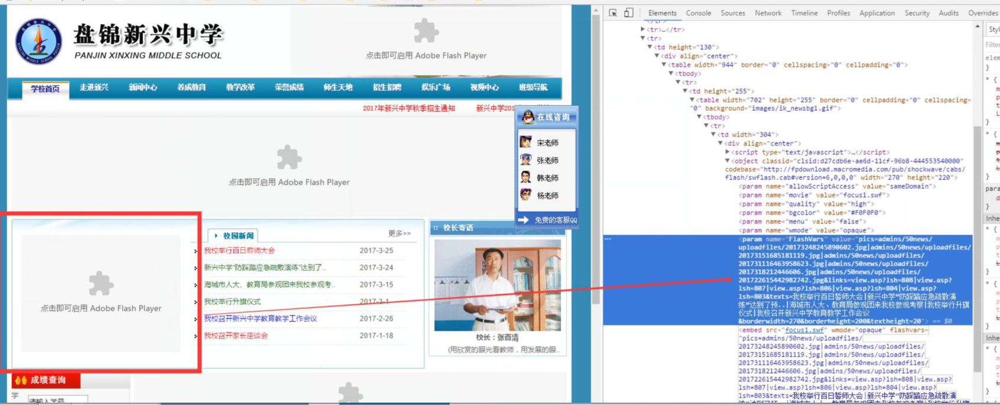 盘锦新兴中学
PANJIN XINXING MIDDLE SCHOOL
点击即可启用 Adobe Flash Player
学校首页 走进新兴 新闻中心 养成教育 教学改革 荣誉成绩 师生天地 招生招聘 娱乐广场 视频中心 班级导航
2017年新兴中学秋季招生通知 新兴中学201
在线咨询
宋老师
张老师
韩老师
杨老师
免费的客服QQ
点击即可启用 Adobe Flash Player
点击即可启用 Adobe Flash Player
校园新闻 更多>>
我校举行百日誓师大会 2017-3-25
新兴中学“防踩踏应急疏散演练”达到了.. 2017-3-24
海城市人大、教育局参观团来我校参观考.. 2017-3-15
我校举行升旗仪式 2017-3-1
我校召开新兴中学教育教学工作会议 2017-2-26
我校召开家长座谈会 2017-1-18
:: 校长寄语
校长：张百清
(用欣赏的眼光看教师，用发展的眼..
成绩查询
学
请输入学号
Elements Console Sources Network Timeline Profiles Application Security Audits Overrides
</tr>
▶<tr>…</tr>
▼<tr>
▼<td height="130">
▼<div align="center">
▼<table width="944" border="0" cellspacing="0" cellpadding="0">
▼<tbody>
▼<tr>
▼<td height="255">
▼<table width="702" height="255" border="0" cellpadding="0" cellspacing=
"0" background="images/ik_newsbg1.gif">
▼<tbody>
▼<tr>
▼<td width="304">
▼<div align="center">
▶<script type="text/javascript">…</script>
▼<object classid="clsid:d27cdb6e-ae6d-11cf-96b8-444553540000"
codebase="http://fpdownload.macromedia.com/pub/shockwave/cabs/
flash/swflash.cab#version=6,0,0,0" width="270" height="220">
<param name="allowScriptAccess" value="sameDomain">
<param name="movie" value="focus1.swf">
<param name="quality" value="high">
<param name="bgcolor" value="#F0F0F0">
<param name="menu" value="false">
<param name="wmode" value="opaque">
<param name="FlashVars" value="pics=admins/50news/
uploadfiles/20173248245890602.jpg|admins/50news/uploadfiles/
20173151685181119.jpg|admins/50news/uploadfiles/
201731116463958623.jpg|admins/50news/uploadfiles/
2017318212446606.jpg|admins/50news/uploadfiles/
2017226154429827​42.jpg&links=view.asp?lsh=808|view.asp?
lsh=807|view.asp?lsh=806|view.asp?lsh=804|view.asp?
lsh=803&texts=我校举行百日誓师大会|新兴中学“防踩踏应急疏散演
练”达到了预..|海城市人大、教育局参观团来我校参观考察|我校举行升旗
仪式|我校召开新兴中学教育教学工作会议
&borderwidth=270&borderheight=200&textheight=20"> == $0
<embed src="focus1.swf" wmode="opaque" flashvars=
"pics=admins/50news/uploadfiles/
20173248245890602.jpg|admins/50news/uploadfiles/
20173151685181119.jpg|admins/50news/uploadfiles/
201731116463958623.jpg|admins/50news/uploadfiles/
2017318212446606.jpg|admins/50news/uploadfiles/
201722615442982742.jpg&links=view.asp?lsh=808|view.asp?
lsh=807|view.asp?lsh=806|view.asp?lsh=804|view.asp?
lsh=803&texts=我校举行百日誓师大会|新兴中学“防踩踏应急疏散演
Styl
Filter
elem
}
* {
}
* {
}
para
}
Inhe
* {
}
* {
}
Inhe
* {
}